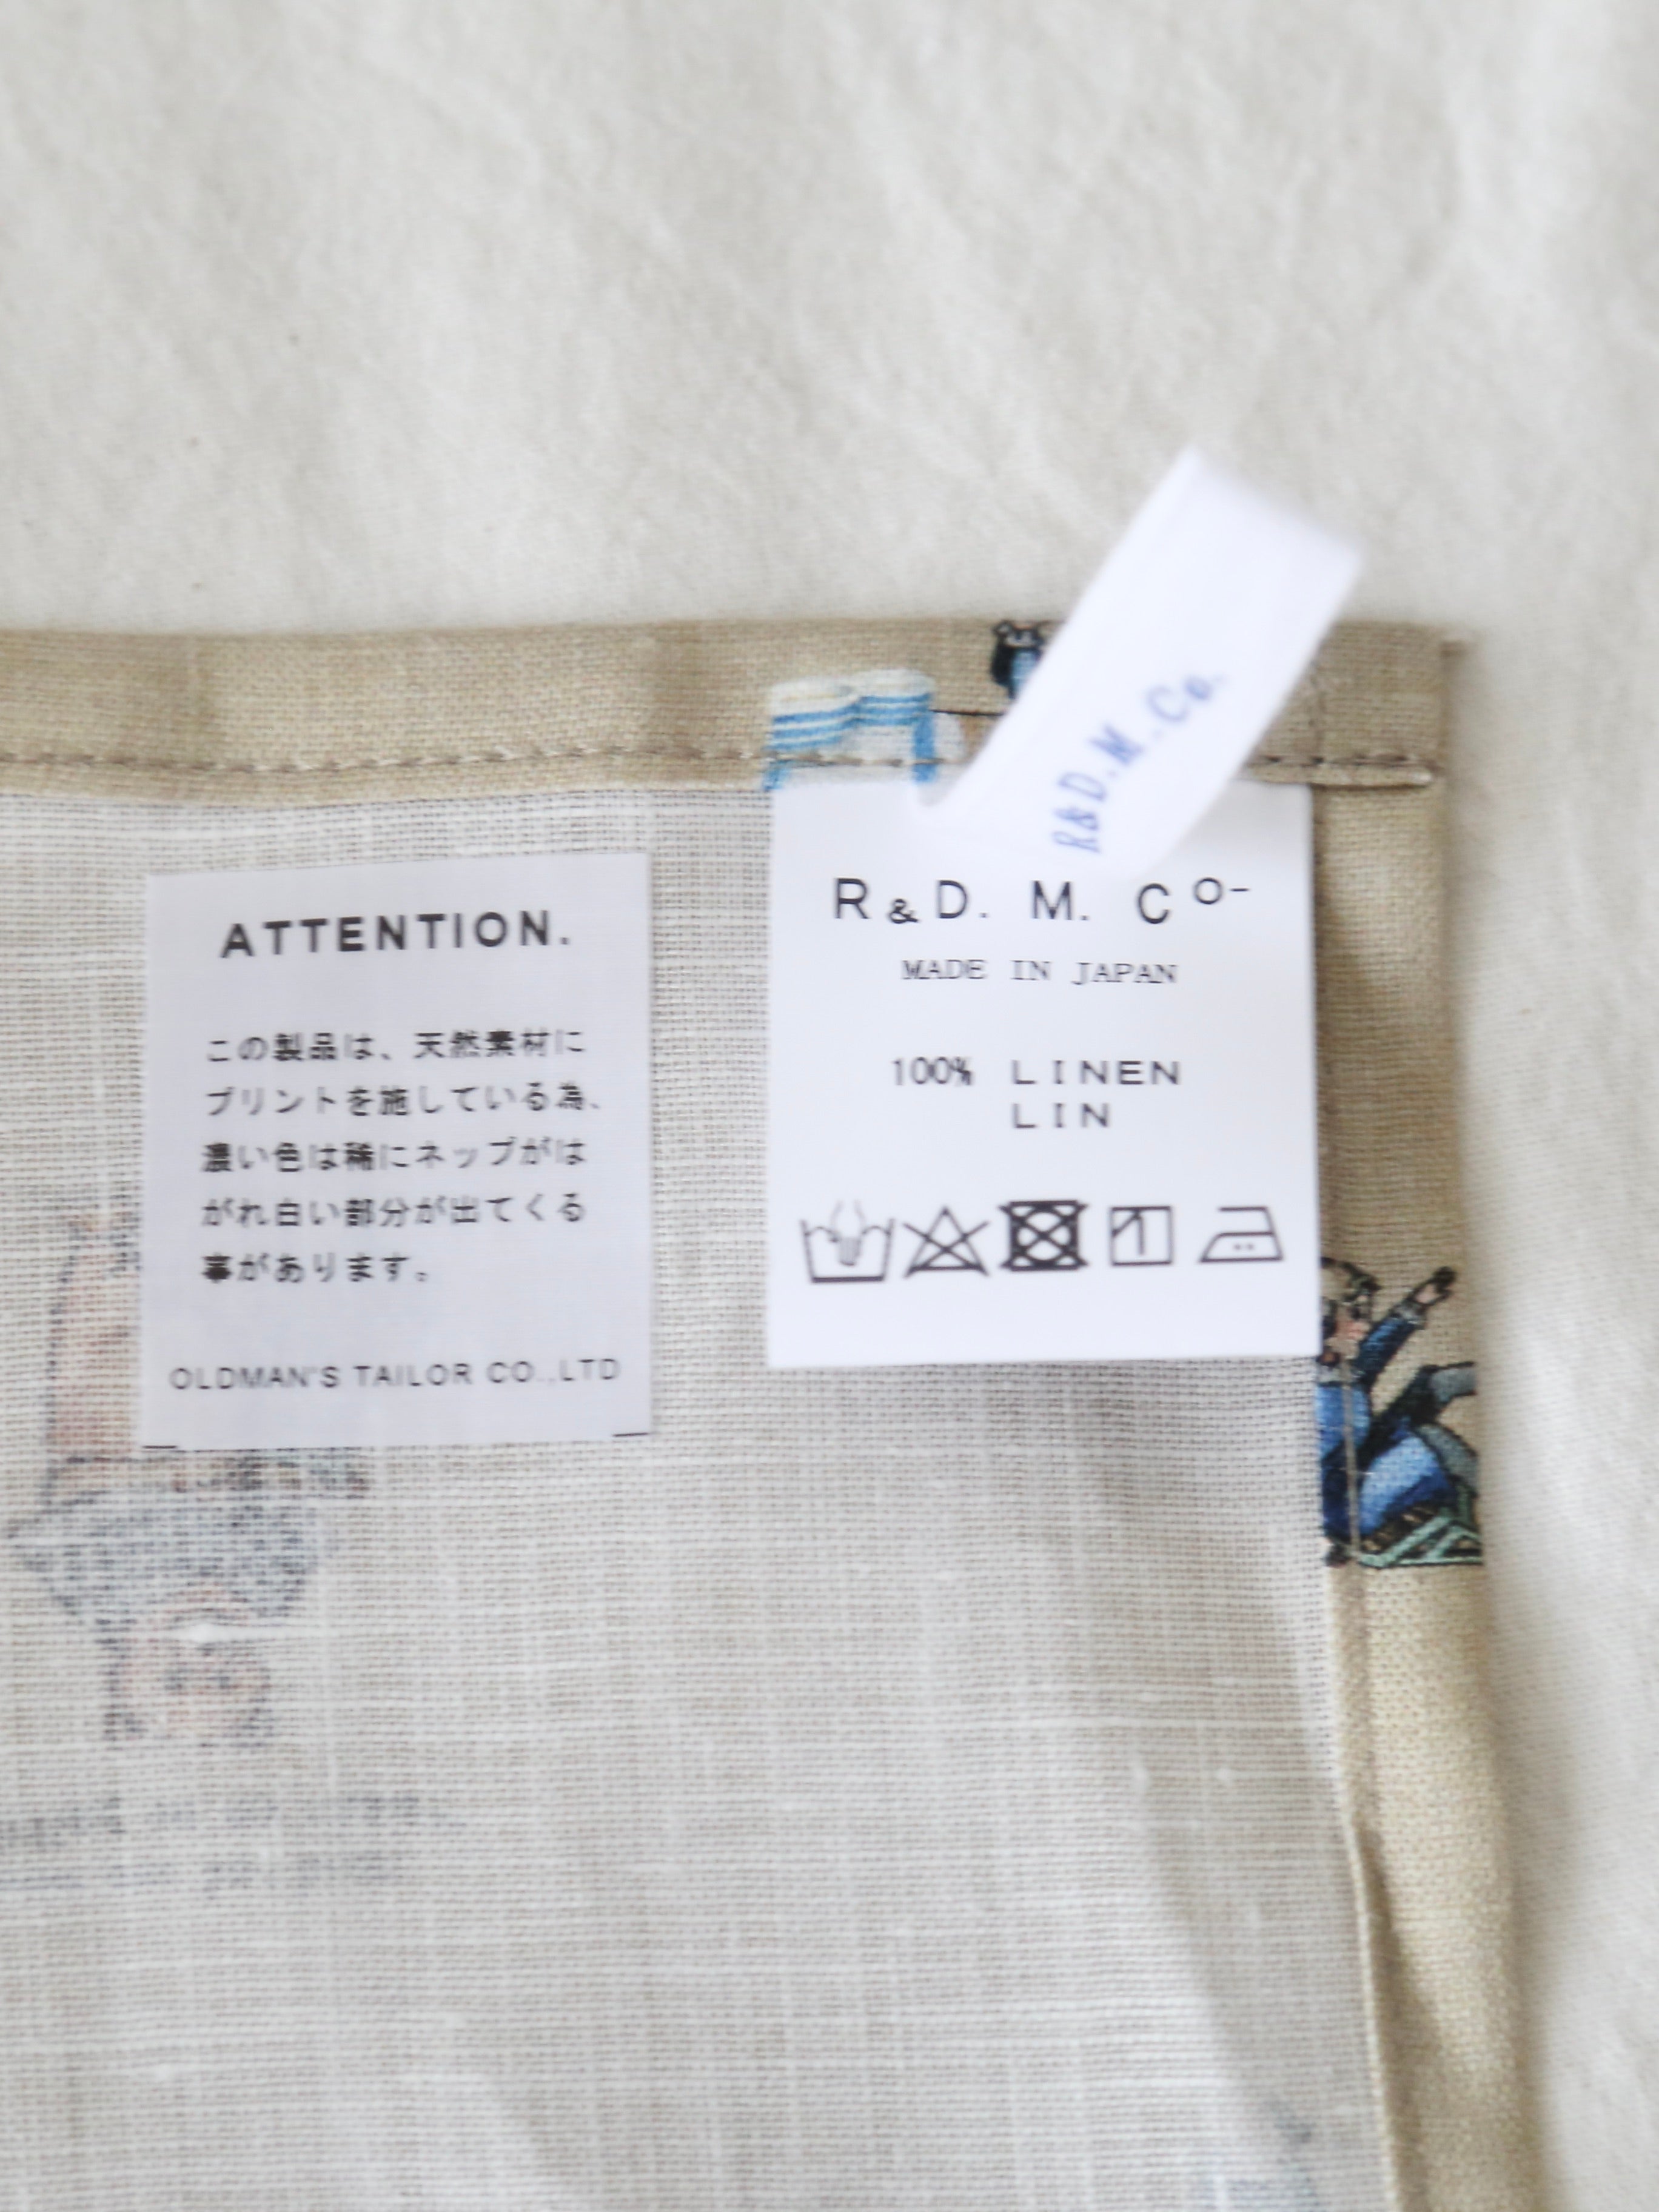 R&D.M.Co.
ATTENTION.
この製品は、天然素材に
プリントを施している為、
濃い色は稀にネップがは
がれ白い部分が出てくる
事があります。
OLDMAN'S TAILOR CO.,LTD
R&D. M. Co-
MADE IN JAPAN
100% LINEN
LIN